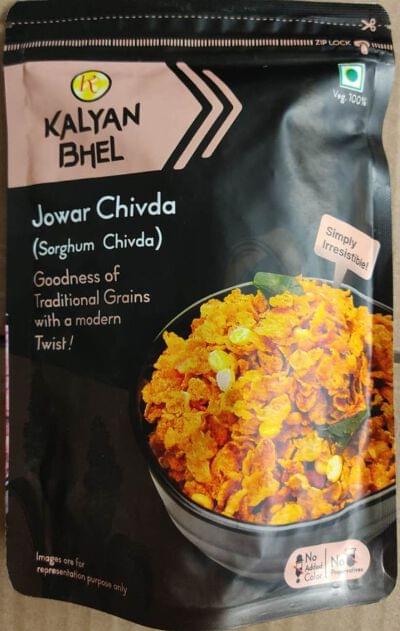 ZIP LOCK
K
Veg. 100%
KALYAN
BHEL
Jowar Chivda
(Sorghum Chivda)
Simply
Irresistible!
Goodness of
Traditional Grains
with a modern
Twist!
Images are for
representation purpose only
No
Added
Color
No
Preservatives